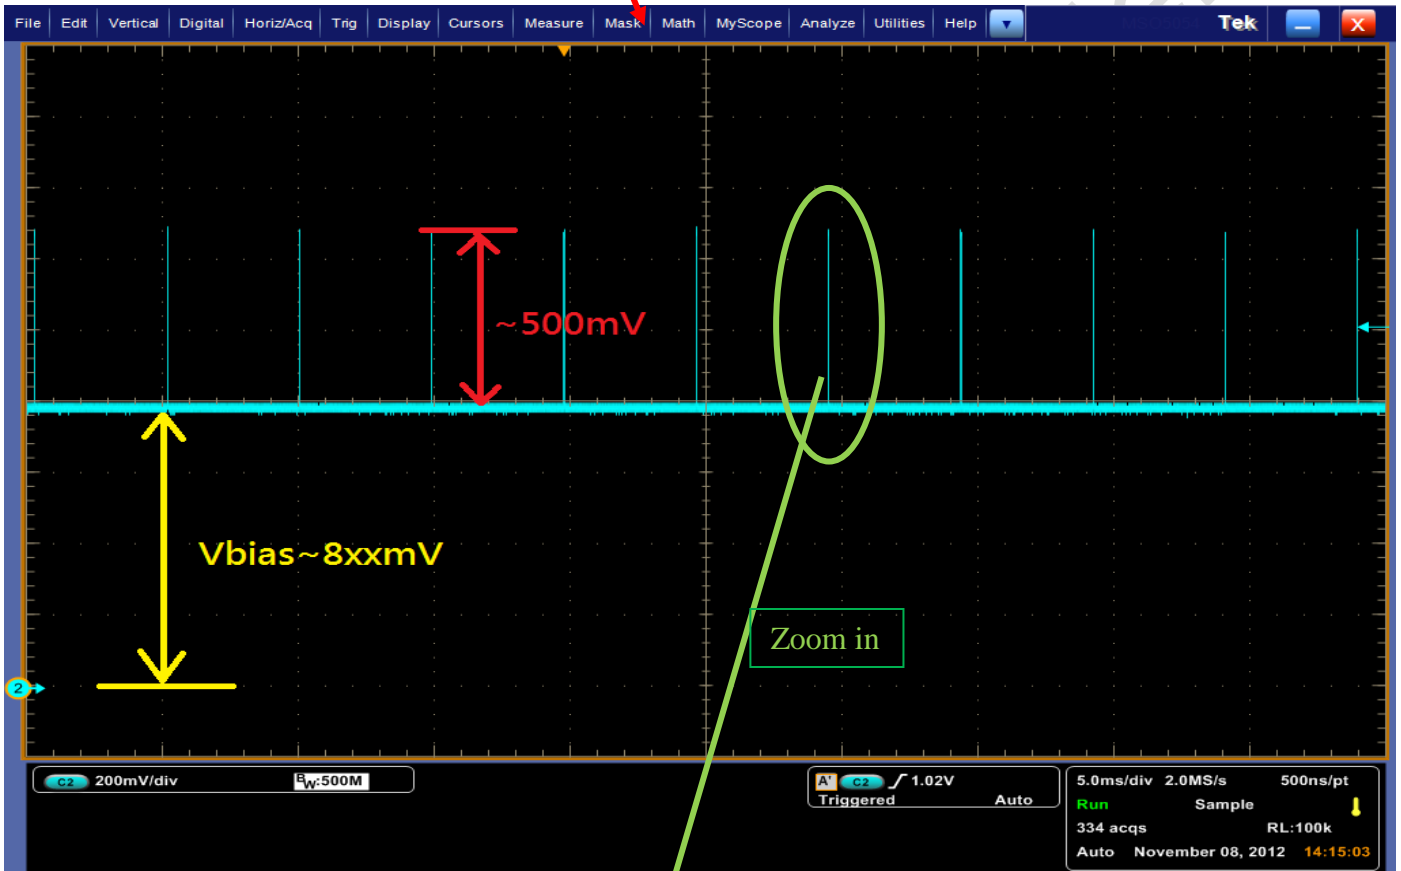 File Edit Vertical Digital Horiz/Acq Trig Display Cursors Measure Mask Math MyScope Analyze Utilities Help Tek X
~500mV
Vbias~8xxmV
Zoom in
2
C2 200mV/div BW:500M
A' C2 1.02V
Triggered Auto
5.0ms/div 2.0MS/s 500ns/pt
Run Sample
334 acqs RL:100k
Auto November 08, 2012 14:15:03